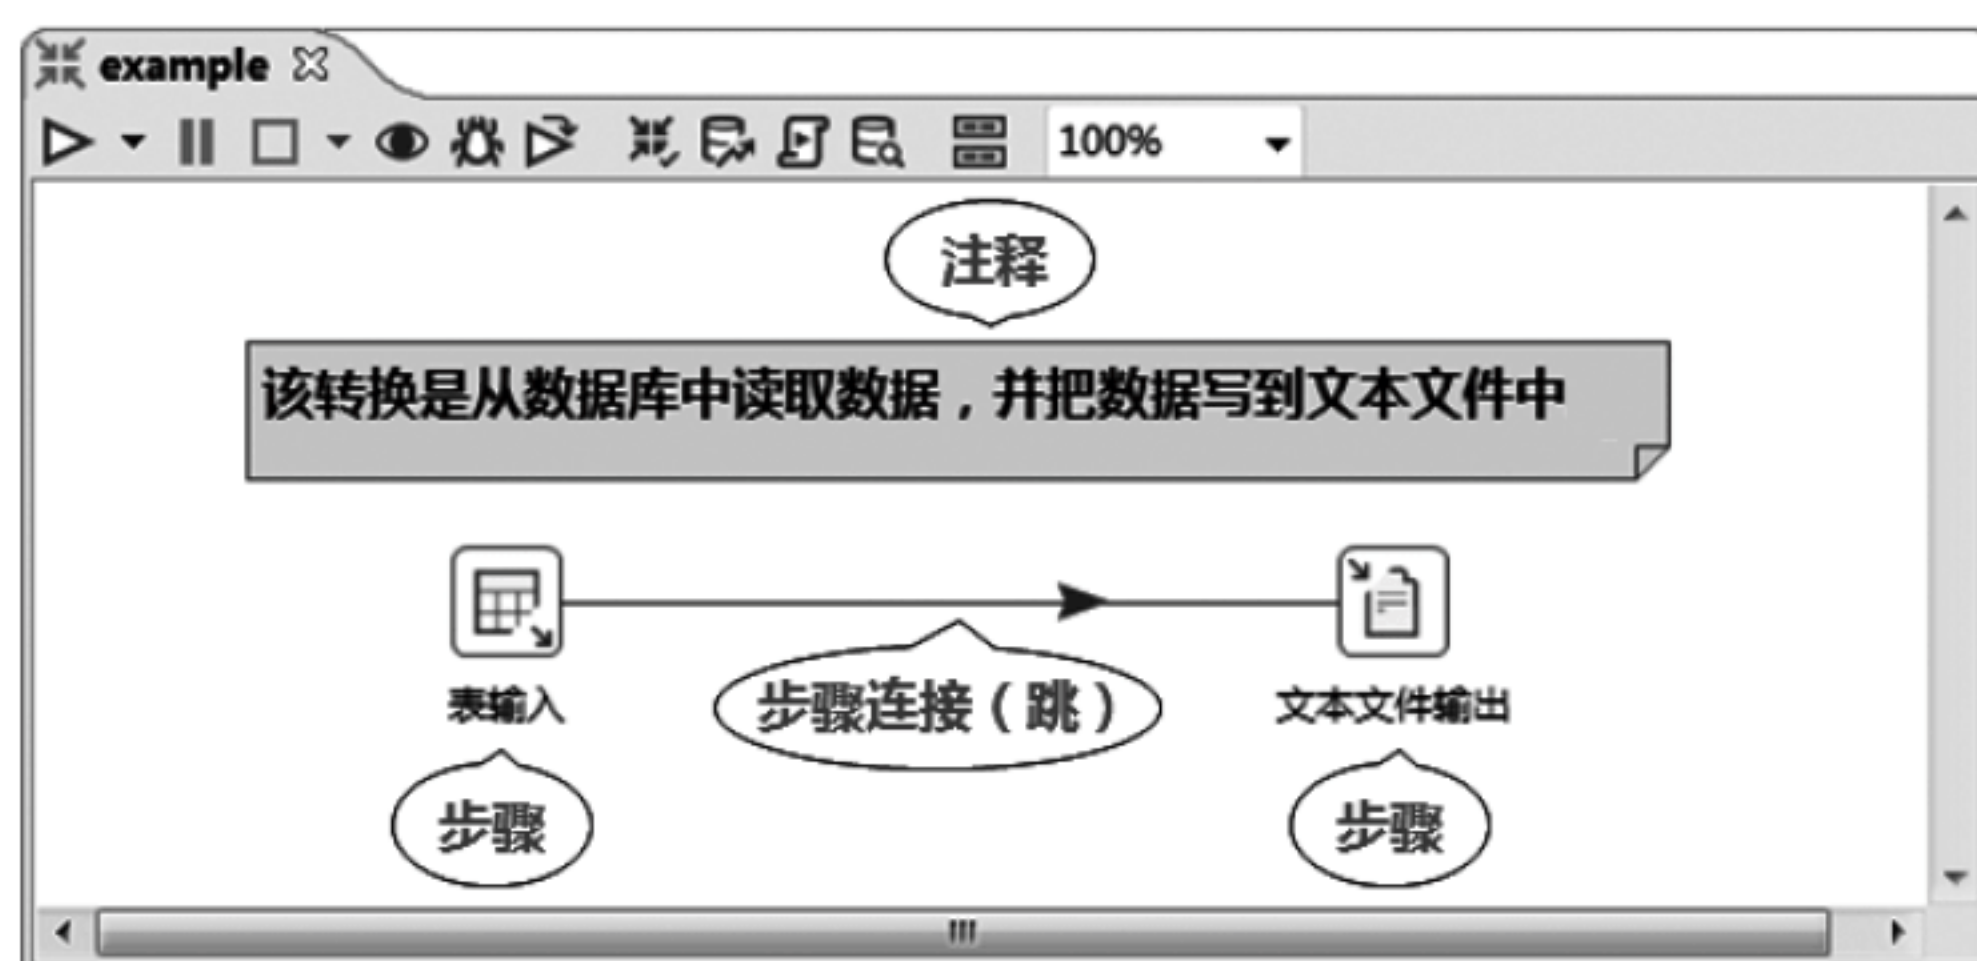 example
100%
注释
该转换是从数据库中读取数据，并把数据写到文本文件中
表输入
步骤连接（跳）
文本文件输出
步骤
步骤